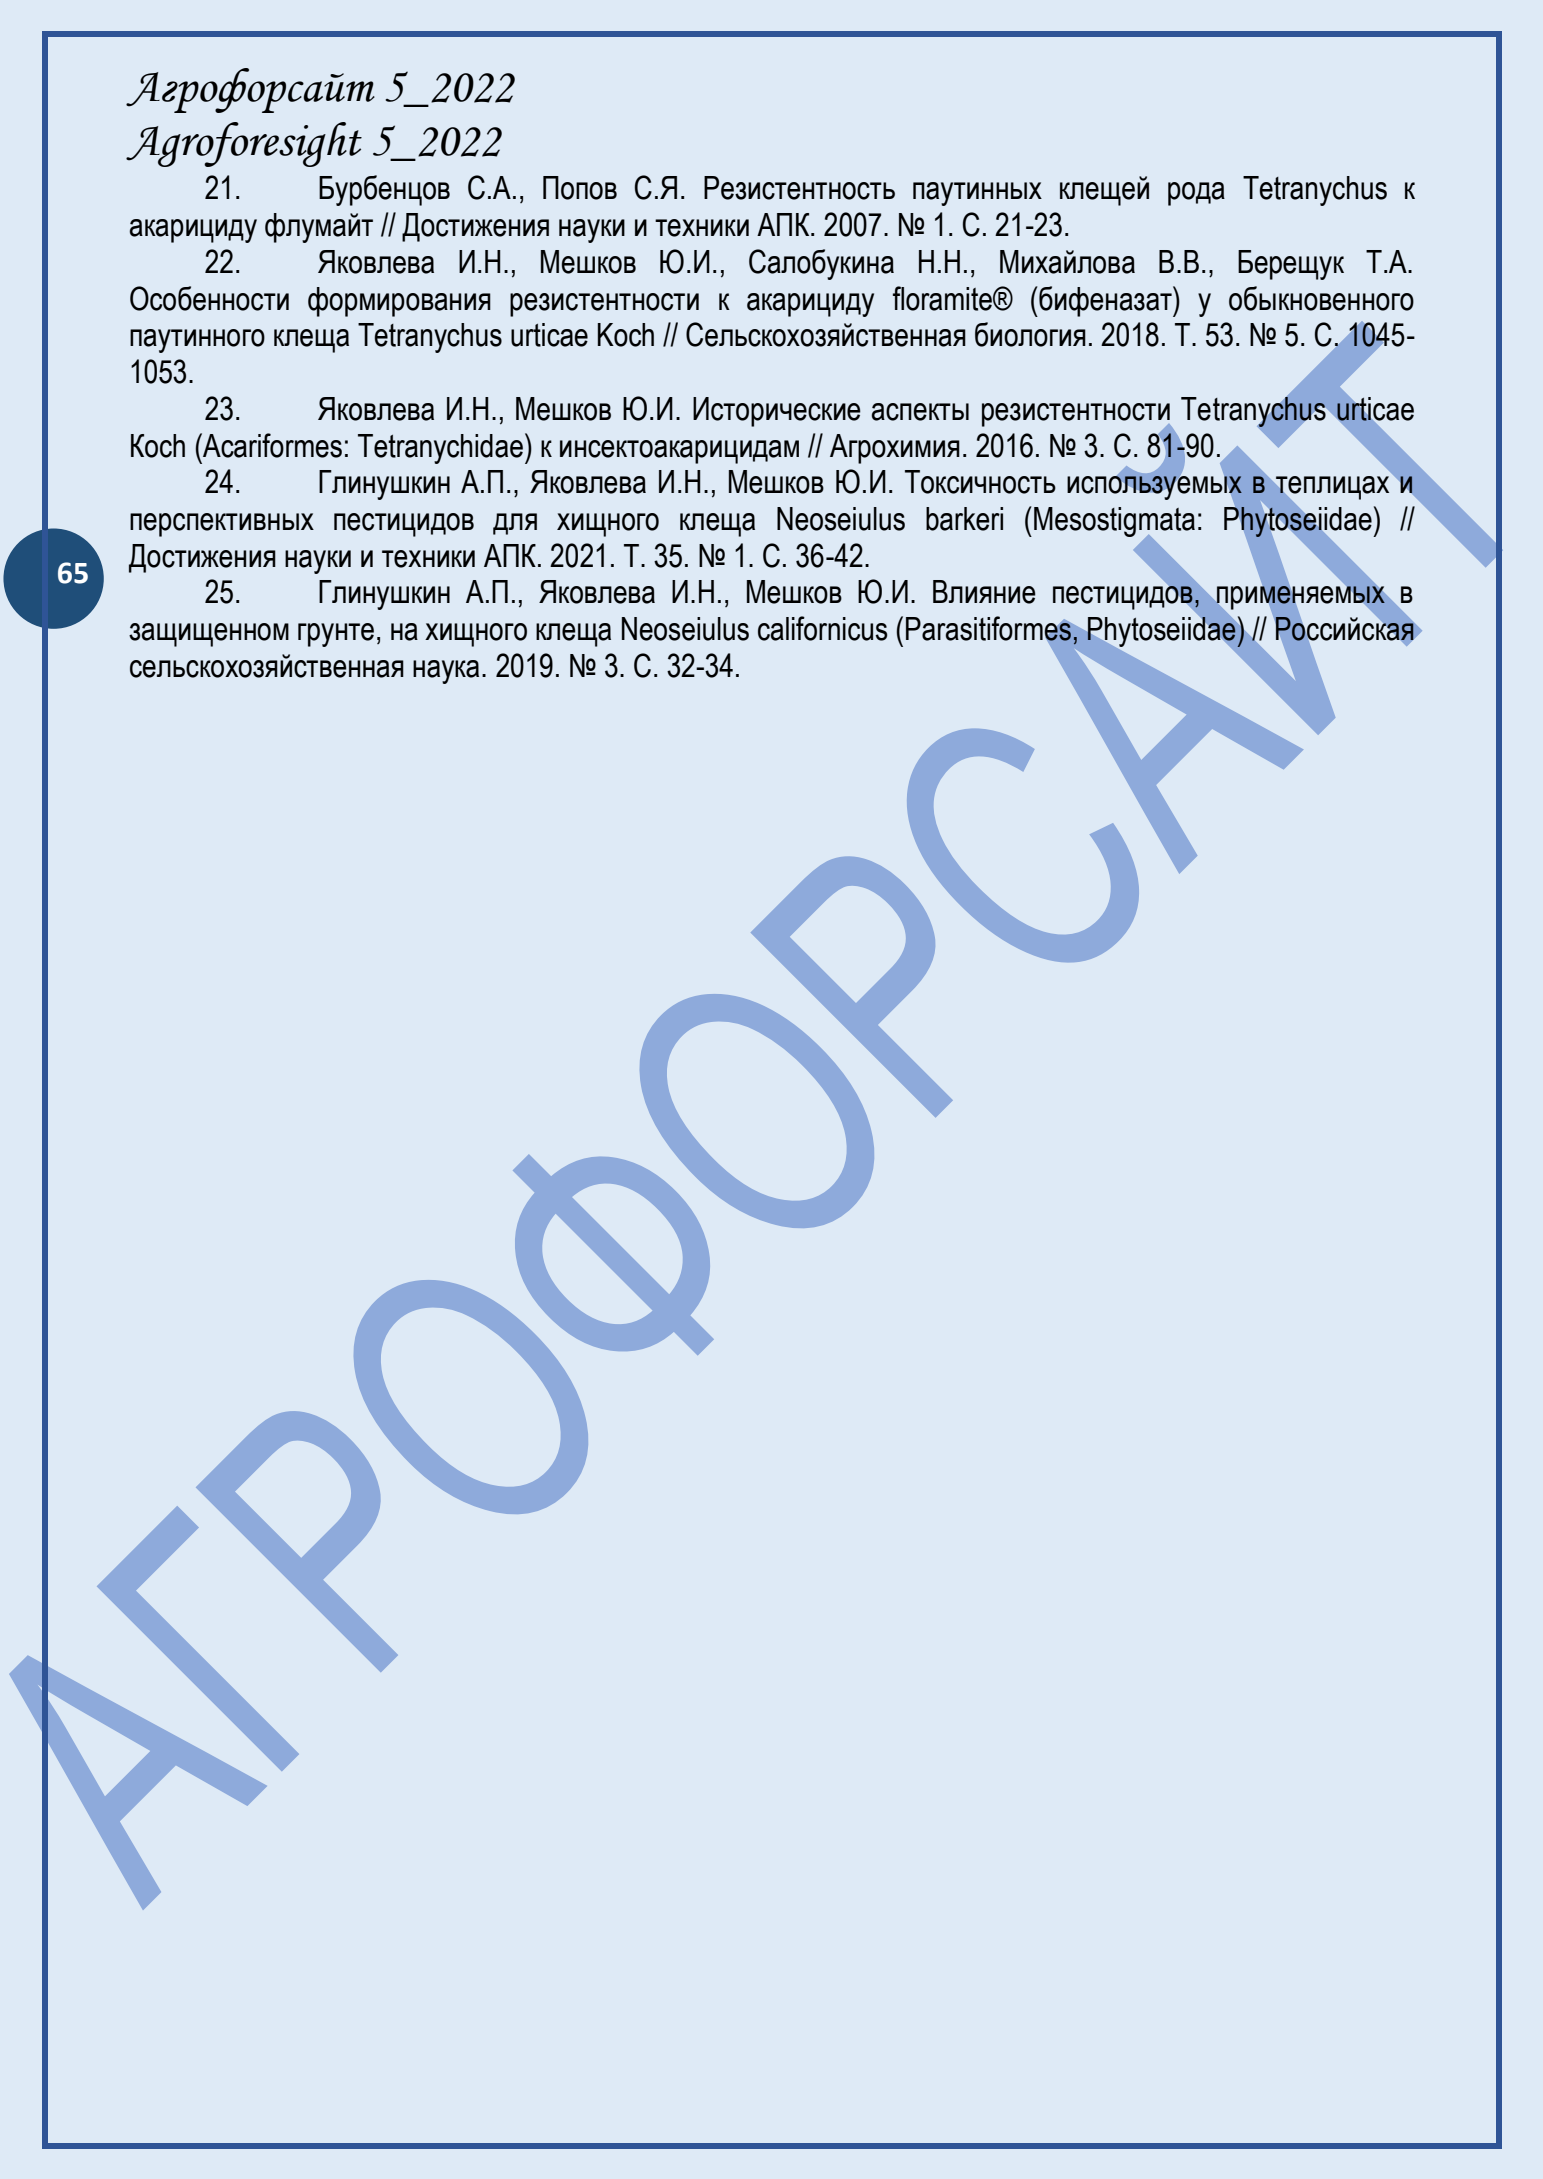 Агрофорсайт 5_2022
Agroforesight 5_2022
21. Бурбенцов С.А., Попов С.Я. Резистентность паутинных клещей рода Tetranychus к
акарициду флумайт // Достижения науки и техники АПК. 2007. № 1. С. 21-23.
22. Яковлева И.Н., Мешков Ю.И., Салобукина Н.Н., Михайлова В.В., Берещук Т.А.
Особенности формирования резистентности к акарициду floramite® (бифеназат) у обыкновенного
паутинного клеща Tetranychus urticae Koch // Сельскохозяйственная биология. 2018. Т. 53. № 5. С. 1045-
1053.
23. Яковлева И.Н., Мешков Ю.И. Исторические аспекты резистентности Tetranychus urticae
Koch (Acariformes: Tetranychidae) к инсектоакарицидам // Агрохимия. 2016. № 3. С. 81-90.
24. Глинушкин А.П., Яковлева И.Н., Мешков Ю.И. Токсичность используемых в теплицах и
перспективных пестицидов для хищного клеща Neoseiulus barkeri (Mesostigmata: Phytoseiidae) //
Достижения науки и техники АПК. 2021. Т. 35. № 1. С. 36-42.
25. Глинушкин А.П., Яковлева И.Н., Мешков Ю.И. Влияние пестицидов, применяемых в
защищенном грунте, на хищного клеща Neoseiulus californicus (Parasitiformes, Phytoseiidae) // Российская
сельскохозяйственная наука. 2019. № 3. С. 32-34.
65
АГРОФОРСАЙТ